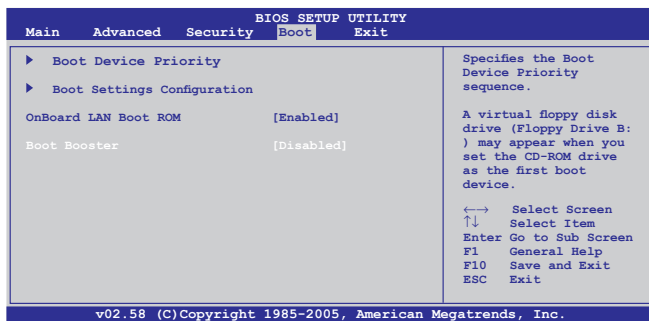 BIOS SETUP UTILITY
Main Advanced Security Boot Exit
Boot Device Priority
Boot Settings Configuration
OnBoard LAN Boot ROM [Enabled]
Boot Booster [Disabled]
Specifies the Boot
Device Priority
sequence.
A virtual floppy disk
drive (Floppy Drive B:
) may appear when you
set the CD-ROM drive
as the first boot
device.
←→ Select Screen
↑↓ Select Item
Enter Go to Sub Screen
F1 General Help
F10 Save and Exit
ESC Exit
v02.58 (C)Copyright 1985-2005, American Megatrends, Inc.